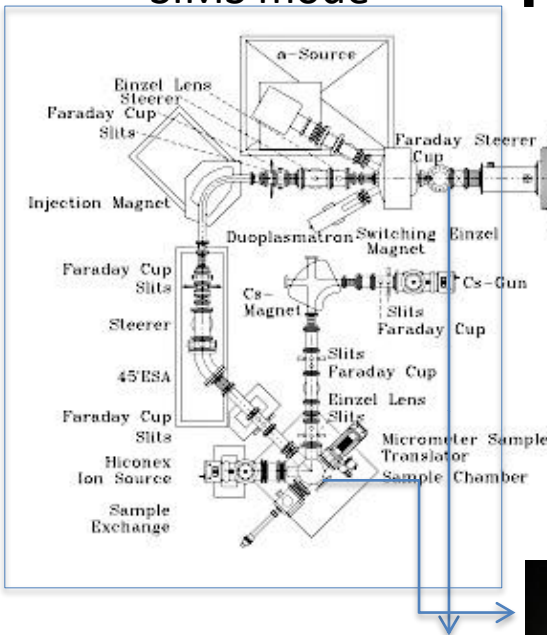 SIMS mode
α-Source
Einzel Lens
Steerer
Faraday Cup
Slits
Faraday Steerer
Cup
Injection Magnet
Duoplasmatron
Switching Einzel
Magnet
Faraday Cup
Slits
Cs-
Magnet
Cs-Gun
Slits
Faraday Cup
Steerer
Slits
Faraday Cup
45°ESA
Einzel Lens
Slits
Faraday Cup
Slits
Micrometer Sample
Translator
Hiconex
Ion Source
Sample Chamber
Sample
Exchange